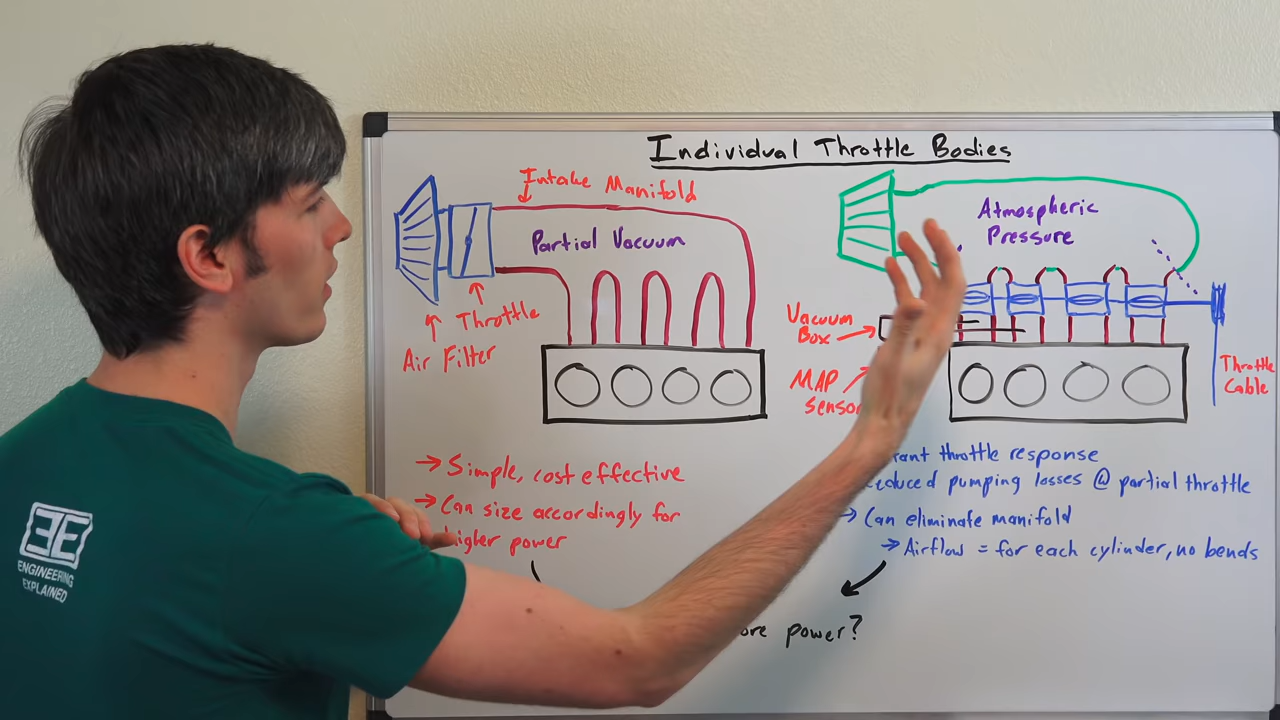 Individual Throttle Bodies
Intake Manifold
Partial Vacuum
Throttle
Air Filter
→ Simple, cost effective
→ Can size accordingly for
higher power
Atmospheric
Pressure
Vacuum
Box
MAP
Sensor
Throttle
Cable
throttle response
pumping losses @ partial throttle
→ Can eliminate manifold
→ Airflow = for each cylinder, no bends
power?
EE
ENGINEERING
EXPLAINED